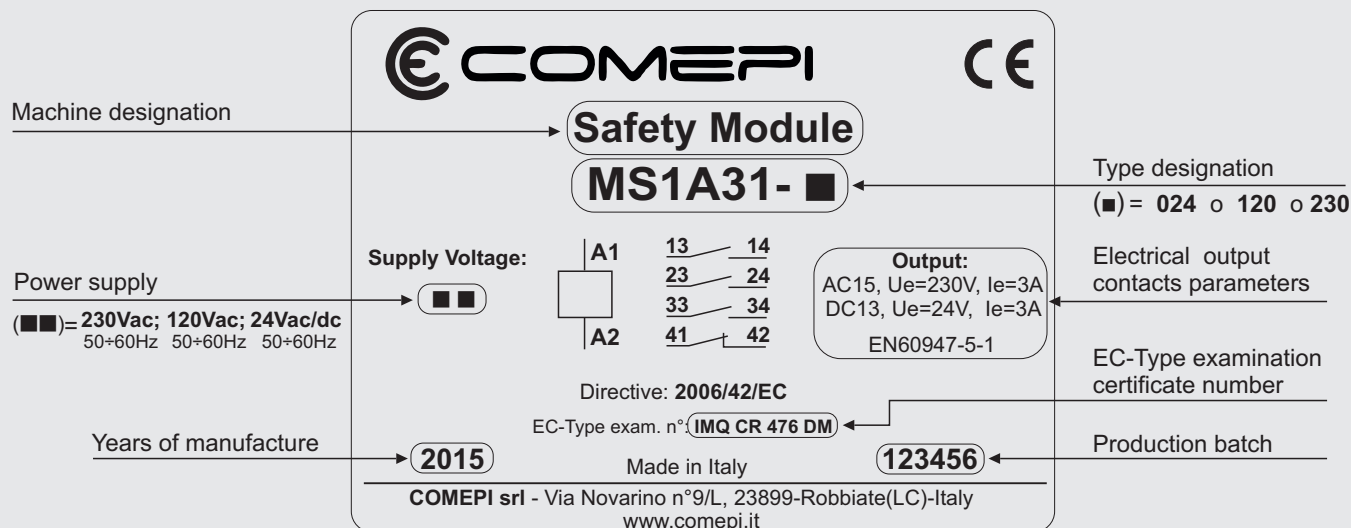 COMEPI
CE
Machine designation
Safety Module
MS1A31- ■
Type designation
(■) = 024 o 120 o 230
Supply Voltage:
■ ■
Power supply
(■■)= 230Vac; 120Vac; 24Vac/dc
50÷60Hz 50÷60Hz 50÷60Hz
A1
A2
13 14
23 24
33 34
41 42
Output:
AC15, Ue=230V, Ie=3A
DC13, Ue=24V, Ie=3A
EN60947-5-1
Electrical output
contacts parameters
Directive: 2006/42/EC
EC-Type exam. n°: IMQ CR 476 DM
EC-Type examination
certificate number
Years of manufacture
2015
Made in Italy
123456
Production batch
COMEPI srl - Via Novarino n°9/L, 23899-Robbiate(LC)-Italy
www.comepi.it